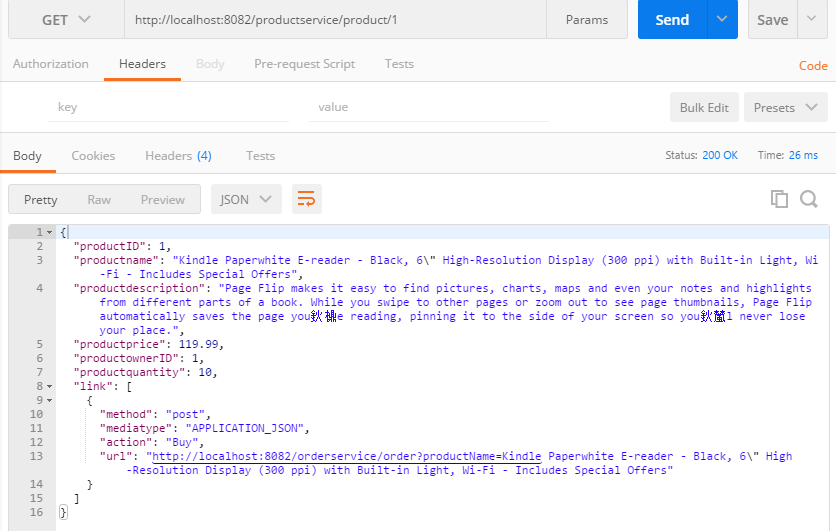 GET http://localhost:8082/productservice/product/1 Params Send Save
Authorization Headers Body Pre-request Script Tests Code
key value Bulk Edit Presets
Body Cookies Headers (4) Tests Status: 200 OK Time: 26 ms
Pretty Raw Preview JSON
1 {
2 "productID": 1,
3 "productname": "Kindle Paperwhite E-reader - Black, 6\" High-Resolution Display (300 ppi) with Built-in Light, Wi
-Fi - Includes Special Offers",
4 "productdescription": "Page Flip makes it easy to find pictures, charts, maps and even your notes and highlights
from different parts of a book. While you swipe to other pages or zoom out to see page thumbnails, Page Flip
automatically saves the page you reading, pinning it to the side of your screen so you never lose
your place.",
5 "productprice": 119.99,
6 "productownerID": 1,
7 "productquantity": 10,
8 "link": [
9 {
10 "method": "post",
11 "mediatype": "APPLICATION_JSON",
12 "action": "Buy",
13 "url": "http://localhost:8082/orderservice/order?productName=Kindle Paperwhite E-reader - Black, 6\" High
-Resolution Display (300 ppi) with Built-in Light, Wi-Fi - Includes Special Offers"
14 }
15 ]
16 }